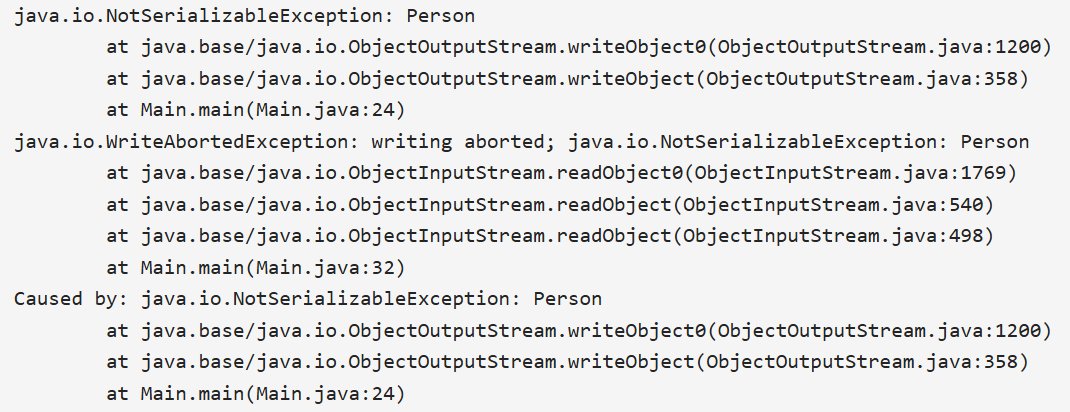 java.io.NotSerializableException: Person
        at java.base/java.io.ObjectOutputStream.writeObject0(ObjectOutputStream.java:1200)
        at java.base/java.io.ObjectOutputStream.writeObject(ObjectOutputStream.java:358)
        at Main.main(Main.java:24)
java.io.WriteAbortedException: writing aborted; java.io.NotSerializableException: Person
        at java.base/java.io.ObjectInputStream.readObject0(ObjectInputStream.java:1769)
        at java.base/java.io.ObjectInputStream.readObject(ObjectInputStream.java:540)
        at java.base/java.io.ObjectInputStream.readObject(ObjectInputStream.java:498)
        at Main.main(Main.java:32)
Caused by: java.io.NotSerializableException: Person
        at java.base/java.io.ObjectOutputStream.writeObject0(ObjectOutputStream.java:1200)
        at java.base/java.io.ObjectOutputStream.writeObject(ObjectOutputStream.java:358)
        at Main.main(Main.java:24)